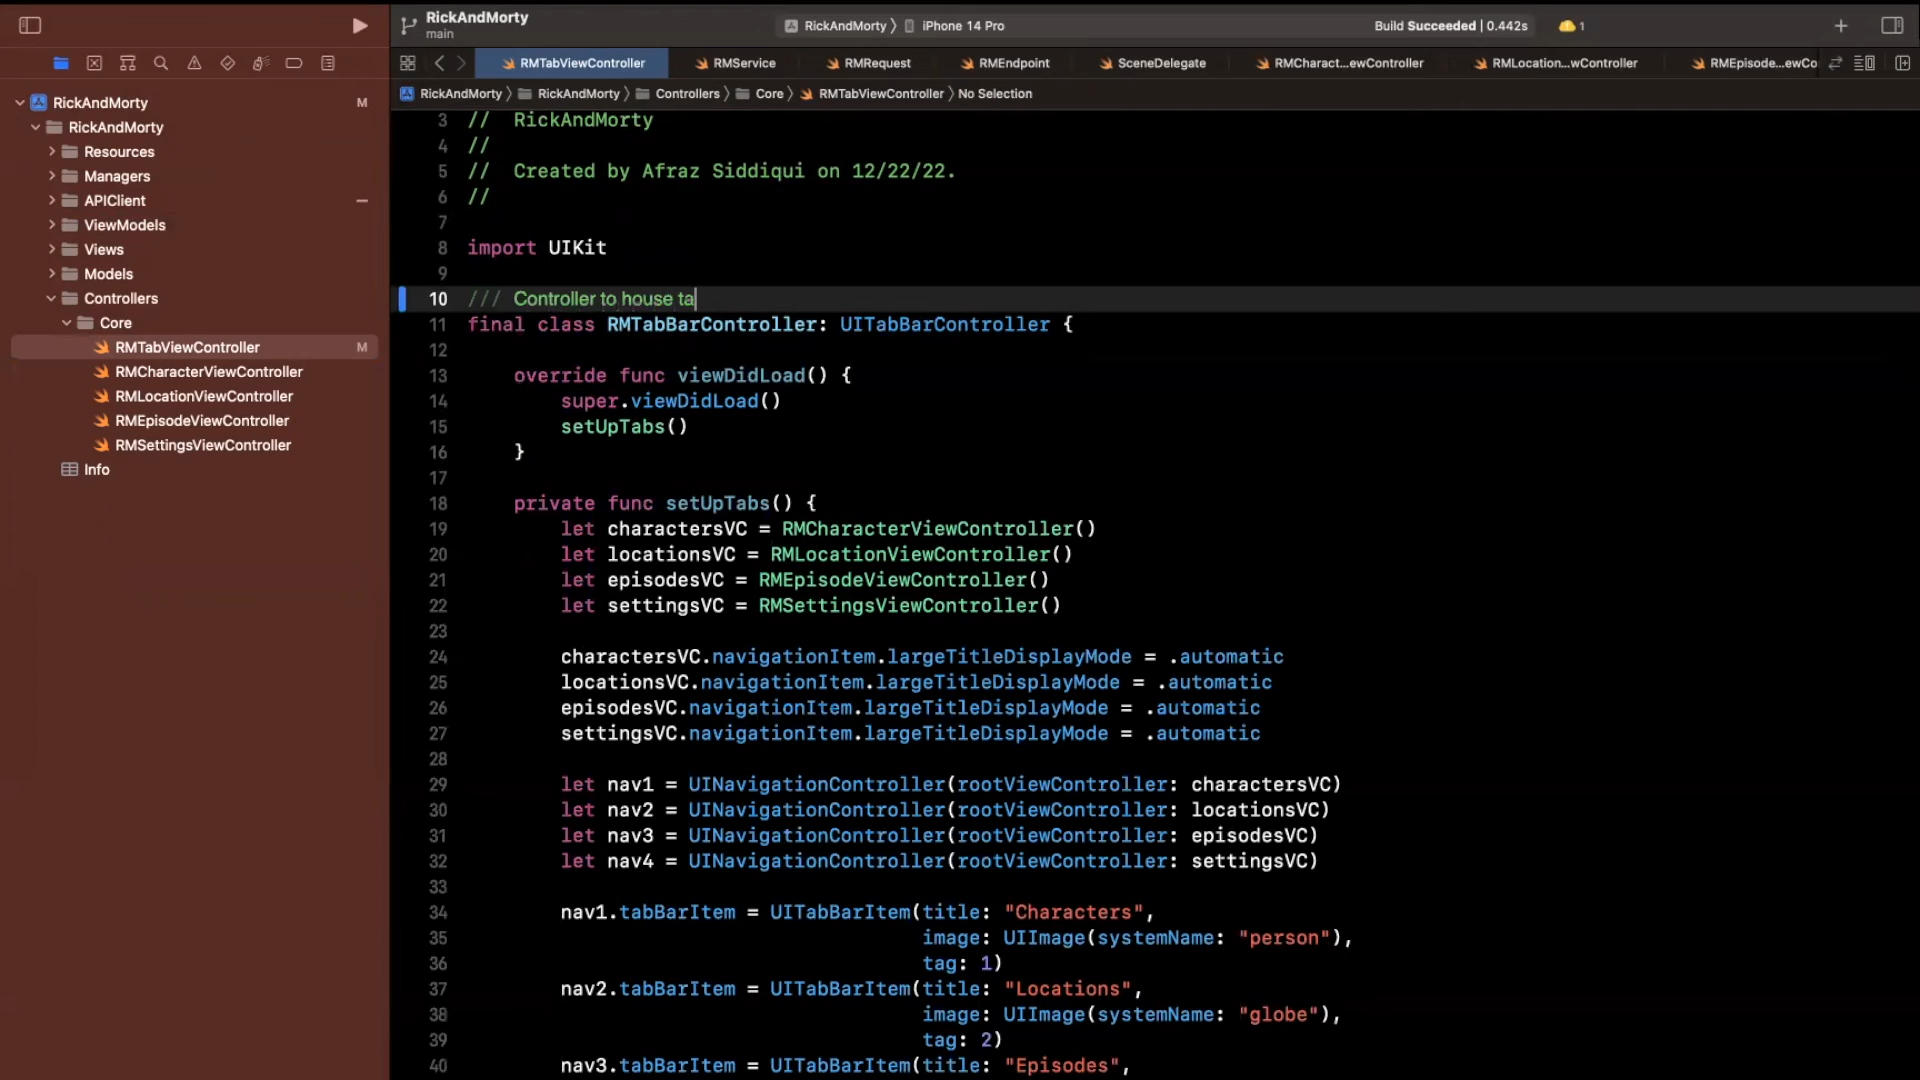 RickAndMorty
main
RickAndMorty
iPhone 14 Pro
Build Succeeded | 0.442s
1
RMTabViewController
RMService
RMRequest
RMEndpoint
SceneDelegate
RMCharact...ewController
RMLocation...wController
RMEpisode...ewCo
RickAndMorty
RickAndMorty
Controllers
Core
RMTabViewController
No Selection
RickAndMorty M
RickAndMorty
Resources
Managers
APIClient
ViewModels
Views
Models
Controllers
Core
RMTabViewController M
RMCharacterViewController
RMLocationViewController
RMEpisodeViewController
RMSettingsViewController
Info
3 //  RickAndMorty
4 //
5 //  Created by Afraz Siddiqui on 12/22/22.
6 //
7
8 import UIKit
9
10 /// Controller to house ta
11 final class RMTabBarController: UITabBarController {
12
13     override func viewDidLoad() {
14         super.viewDidLoad()
15         setUpTabs()
16     }
17
18     private func setUpTabs() {
19         let charactersVC = RMCharacterViewController()
20         let locationsVC = RMLocationViewController()
21         let episodesVC = RMEpisodeViewController()
22         let settingsVC = RMSettingsViewController()
23
24         charactersVC.navigationItem.largeTitleDisplayMode = .automatic
25         locationsVC.navigationItem.largeTitleDisplayMode = .automatic
26         episodesVC.navigationItem.largeTitleDisplayMode = .automatic
27         settingsVC.navigationItem.largeTitleDisplayMode = .automatic
28
29         let nav1 = UINavigationController(rootViewController: charactersVC)
30         let nav2 = UINavigationController(rootViewController: locationsVC)
31         let nav3 = UINavigationController(rootViewController: episodesVC)
32         let nav4 = UINavigationController(rootViewController: settingsVC)
33
34         nav1.tabBarItem = UITabBarItem(title: "Characters",
35                                        image: UIImage(systemName: "person"),
36                                        tag: 1)
37         nav2.tabBarItem = UITabBarItem(title: "Locations",
38                                        image: UIImage(systemName: "globe"),
39                                        tag: 2)
40         nav3.tabBarItem = UITabBarItem(title: "Episodes",